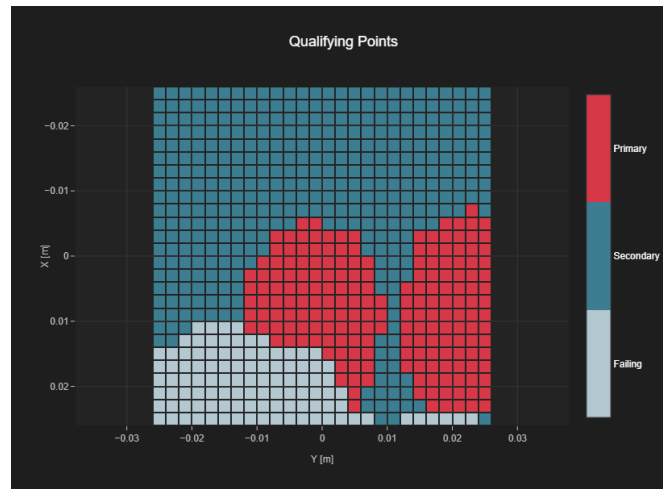 Qualifying Points
−0.02
−0.01
0
0.01
0.02
X [m]
−0.03
−0.02
−0.01
0
0.01
0.02
0.03
Y [m]
Primary
Secondary
Failing